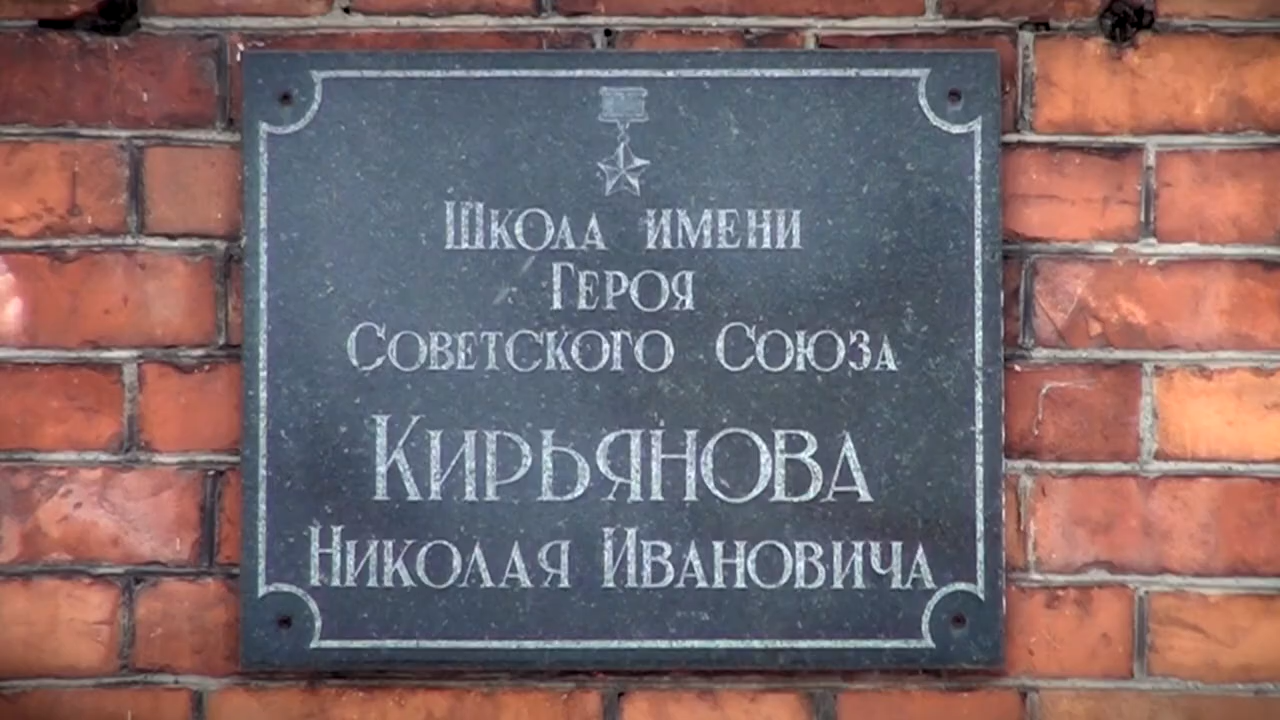 Школа имени
Героя
Советского Союза
Кирьянова
Николая Ивановича